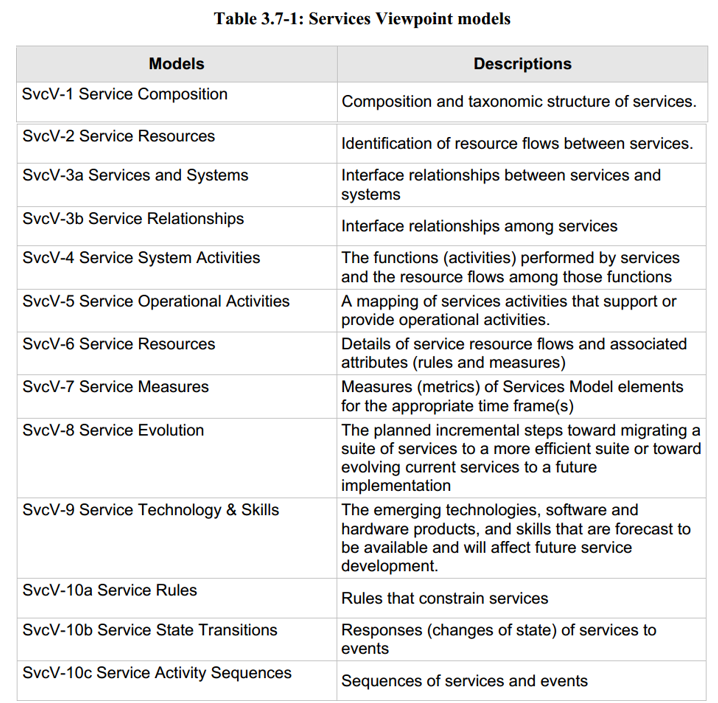 Table 3.7-1: Services Viewpoint models
Models Descriptions
SvcV-1 Service Composition
Composition and taxonomic structure of services.
SvcV-2 Service Resources
Identification of resource flows between services.
SvcV-3a Services and Systems
Interface relationships between services and
systems
SvcV-3b Service Relationships
Interface relationships among services
SvcV-4 Service System Activities
The functions (activities) performed by services
and the resource flows among those functions
SvcV-5 Service Operational Activities
A mapping of services activities that support or
provide operational activities.
SvcV-6 Service Resources
Details of service resource flows and associated
attributes (rules and measures)
SvcV-7 Service Measures
Measures (metrics) of Services Model elements
for the appropriate time frame(s)
SvcV-8 Service Evolution
The planned incremental steps toward migrating a
suite of services to a more efficient suite or toward
evolving current services to a future
implementation
SvcV-9 Service Technology & Skills
The emerging technologies, software and
hardware products, and skills that are forecast to
be available and will affect future service
development.
SvcV-10a Service Rules
Rules that constrain services
SvcV-10b Service State Transitions
Responses (changes of state) of services to
events
SvcV-10c Service Activity Sequences
Sequences of services and events